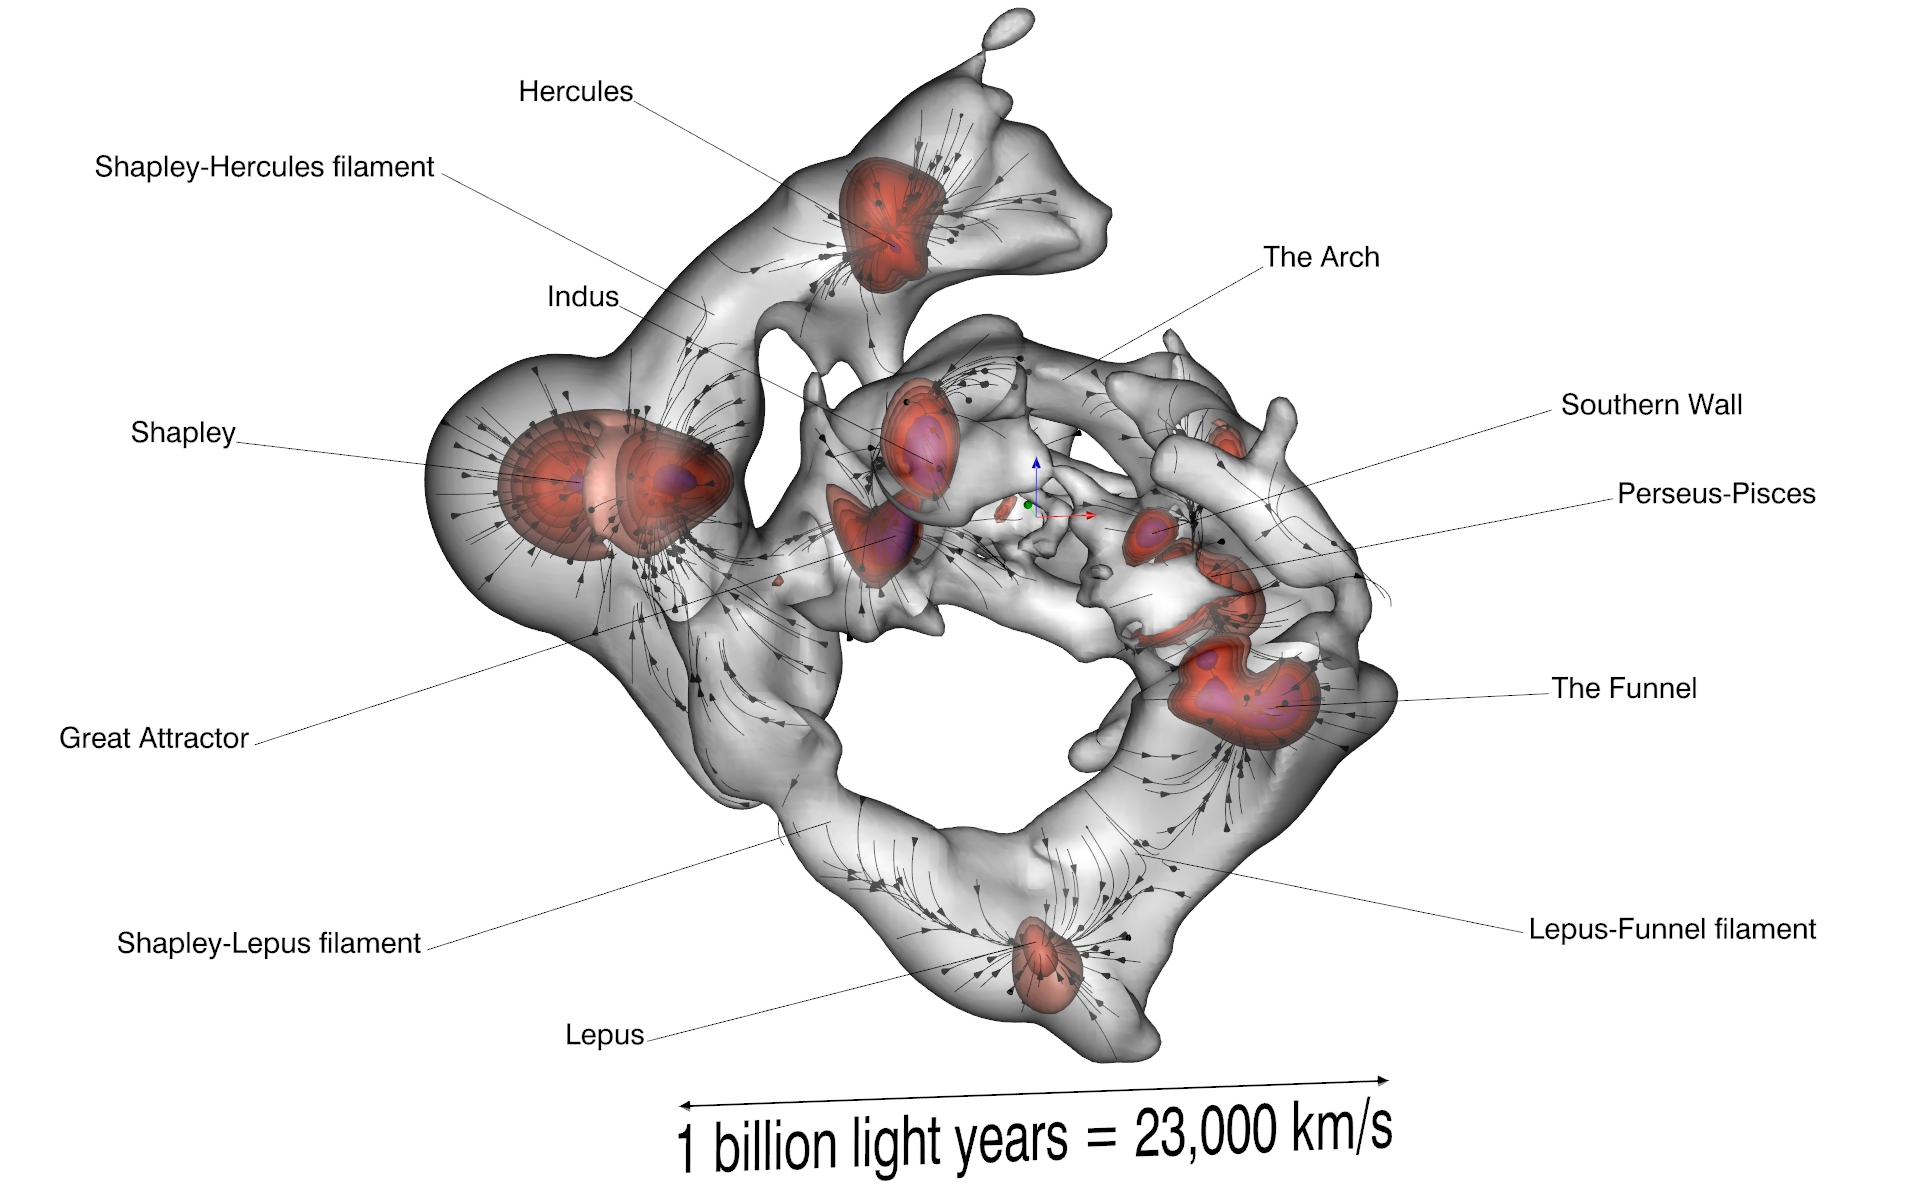 Hercules
Shapley-Hercules filament
The Arch
Indus
Southern Wall
Shapley
Perseus-Pisces
The Funnel
Great Attractor
Lepus-Funnel filament
Shapley-Lepus filament
Lepus
1 billion light years = 23,000 km/s